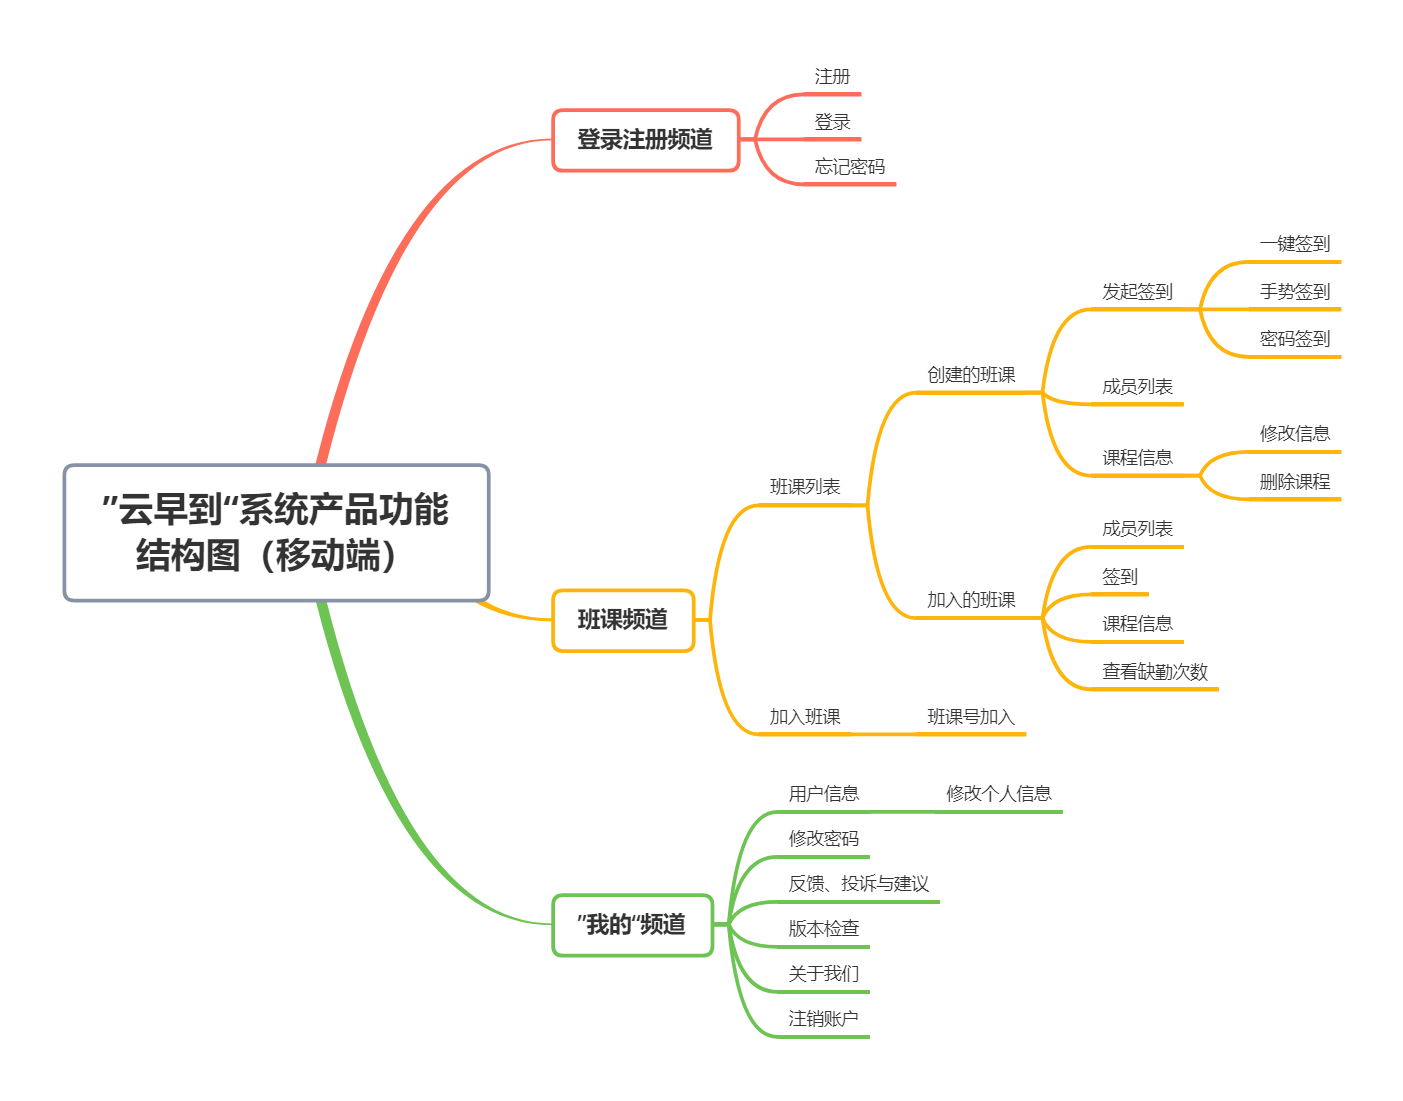 ”云早到“系统产品功能
结构图（移动端）
登录注册频道
注册
登录
忘记密码
班课频道
班课列表
创建的班课
发起签到
一键签到
手势签到
密码签到
成员列表
课程信息
修改信息
删除课程
加入的班课
成员列表
签到
课程信息
查看缺勤次数
加入班课
班课号加入
”我的“频道
用户信息
修改个人信息
修改密码
反馈、投诉与建议
版本检查
关于我们
注销账户